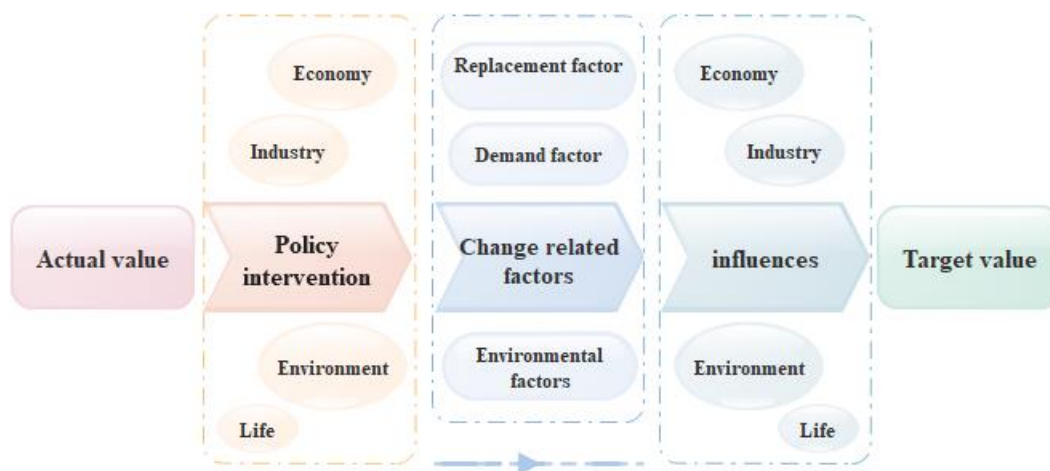 Economy
Industry
Actual value
Policy
intervention
Environment
Life
Replacement factor
Demand factor
Change related
factors
Environmental
factors
Economy
Industry
influences
Environment
Life
Target value